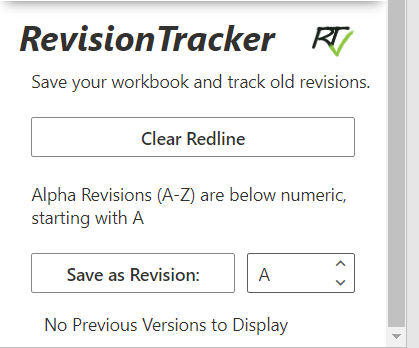 RevisionTracker RT
Save your workbook and track old revisions.
Clear Redline
Alpha Revisions (A-Z) are below numeric,
starting with A
Save as Revision: A
No Previous Versions to Display